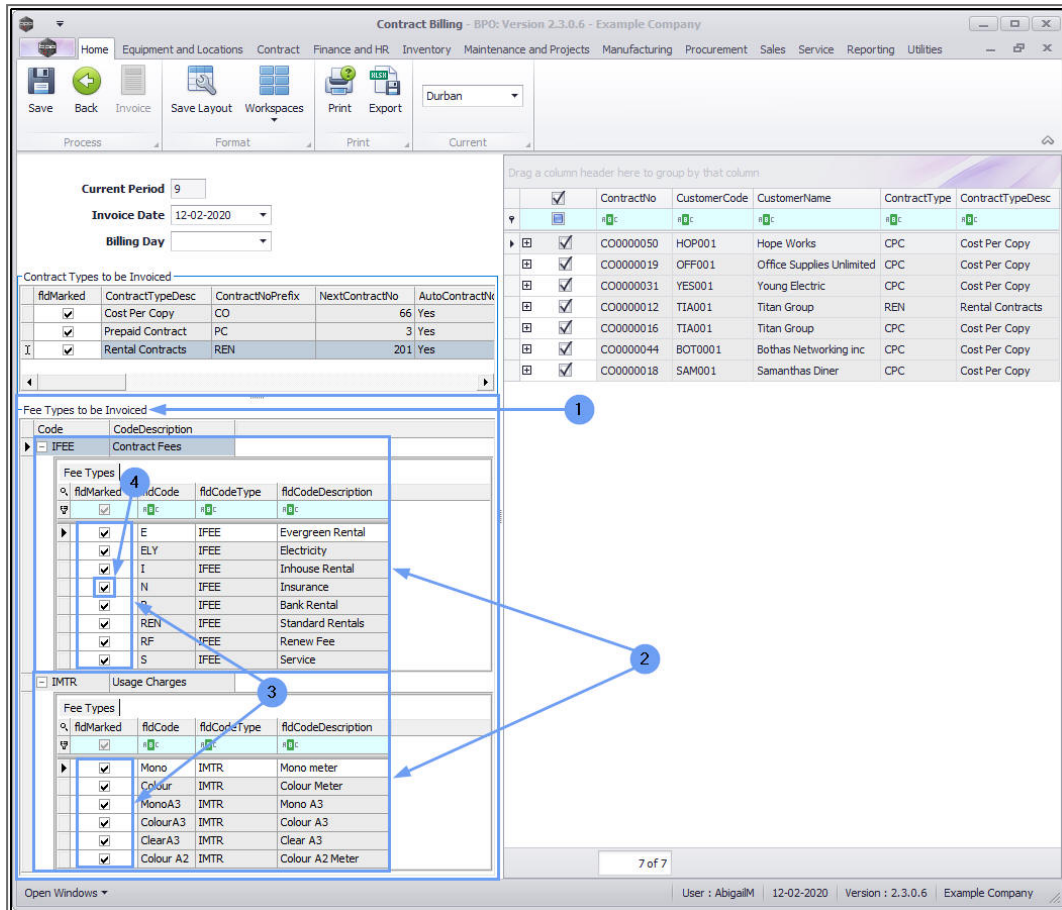 Contract Billing - BPO: Version 2.3.0.6 - Example Company
Home Equipment and Locations Contract Finance and HR Inventory Maintenance and Projects Manufacturing Procurement Sales Service Reporting Utilities
Save Back Invoice Save Layout Workspaces Print Export Durban
Process Format Print Current
Current Period 9
Invoice Date 12-02-2020
Billing Day
Contract Types to be Invoiced
fldMarked ContractTypeDesc ContractNoPrefix NextContractNo AutoContractNo
Cost Per Copy CO 66 Yes
Prepaid Contract PC 3 Yes
Rental Contracts REN 201 Yes
Fee Types to be Invoiced
1
Code CodeDescription
IFEE Contract Fees
Fee Types
4
fldMarked fldCode fldCodeType fldCodeDescription
E IFEE Evergreen Rental
ELY IFEE Electricity
I IFEE Inhouse Rental
N IFEE Insurance
IFEE Bank Rental
REN IFEE Standard Rentals
RF IFEE Renew Fee
S IFEE Service
2
3
IMTR Usage Charges
Fee Types
fldMarked fldCode fldCodeType fldCodeDescription
Mono IMTR Mono meter
Colour IMTR Colour Meter
MonoA3 IMTR Mono A3
ColourA3 IMTR Colour A3
ClearA3 IMTR Clear A3
Colour A2 IMTR Colour A2 Meter
Drag a column header here to group by that column
ContractNo CustomerCode CustomerName ContractType ContractTypeDesc
CO0000050 HOP001 Hope Works CPC Cost Per Copy
CO0000019 OFF001 Office Supplies Unlimited CPC Cost Per Copy
CO0000031 YES001 Young Electric CPC Cost Per Copy
CO0000012 TIA001 Titan Group REN Rental Contracts
CO0000016 TIA001 Titan Group CPC Cost Per Copy
CO0000044 BOT0001 Bothas Networking inc CPC Cost Per Copy
CO0000018 SAM001 Samanthas Diner CPC Cost Per Copy
7 of 7
Open Windows User : AbigailM 12-02-2020 Version : 2.3.0.6 Example Company